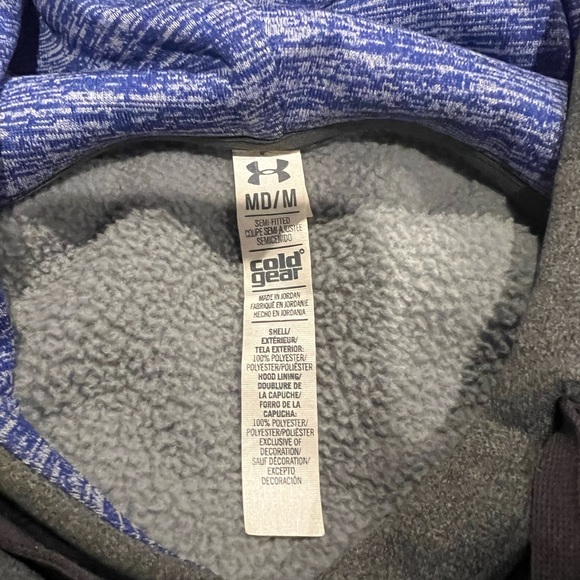 MD/M
SEMI-FITTED
COUPE SEMI AJUSTÉE
SEMICEÑIDO
cold
gear
MADE IN JORDAN
FABRIQUÉ EN JORDANIE
HECHO EN JORDANIA
SHELL/
EXTÉRIEUR/
TELA EXTERIOR:
100% POLYESTER/
POLYESTER/POLIÉSTER
HOOD LINING/
DOUBLURE DE
LA CAPUCHE/
FORRO DE LA
CAPUCHA:
100% POLYESTER/
POLYESTER/POLIÉSTER
EXCLUSIVE OF
DECORATION/
SAUF DÉCORATION/
EXCEPTO
DECORACIÓN